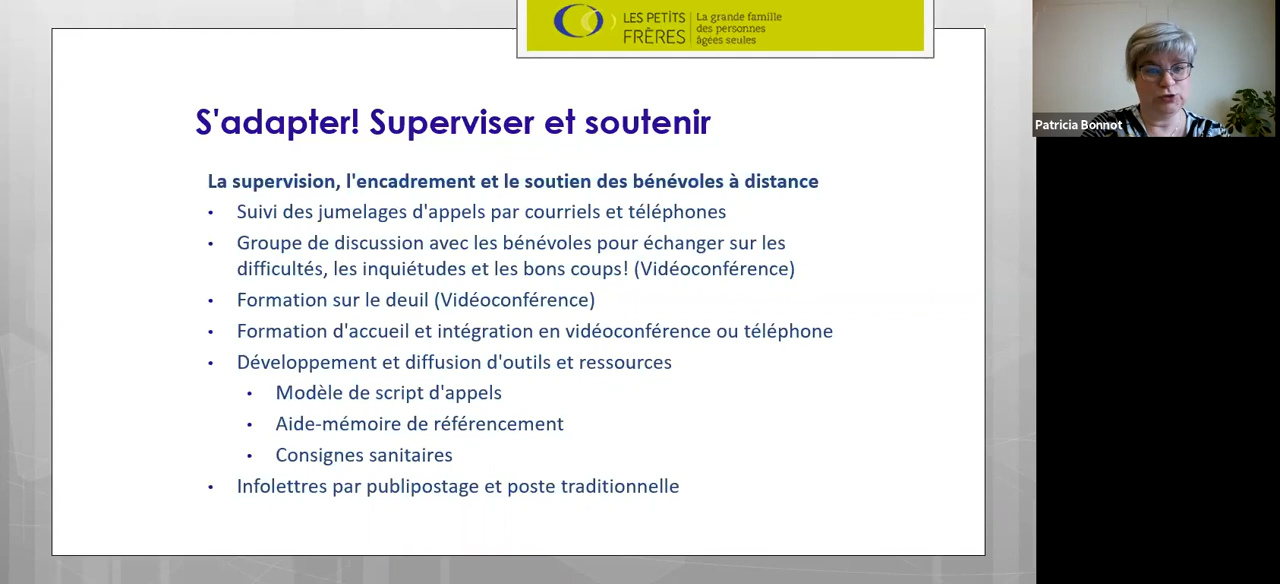 LES PETITS
FRÈRES
La grande famille
des personnes
âgées seules
S'adapter! Superviser et soutenir
La supervision, l'encadrement et le soutien des bénévoles à distance
• Suivi des jumelages d'appels par courriels et téléphones
• Groupe de discussion avec les bénévoles pour échanger sur les
difficultés, les inquiétudes et les bons coups! (Vidéoconférence)
• Formation sur le deuil (Vidéoconférence)
• Formation d'accueil et intégration en vidéoconférence ou téléphone
• Développement et diffusion d'outils et ressources
• Modèle de script d'appels
• Aide-mémoire de référencement
• Consignes sanitaires
• Infolettres par publipostage et poste traditionnelle
Patricia Bonnot